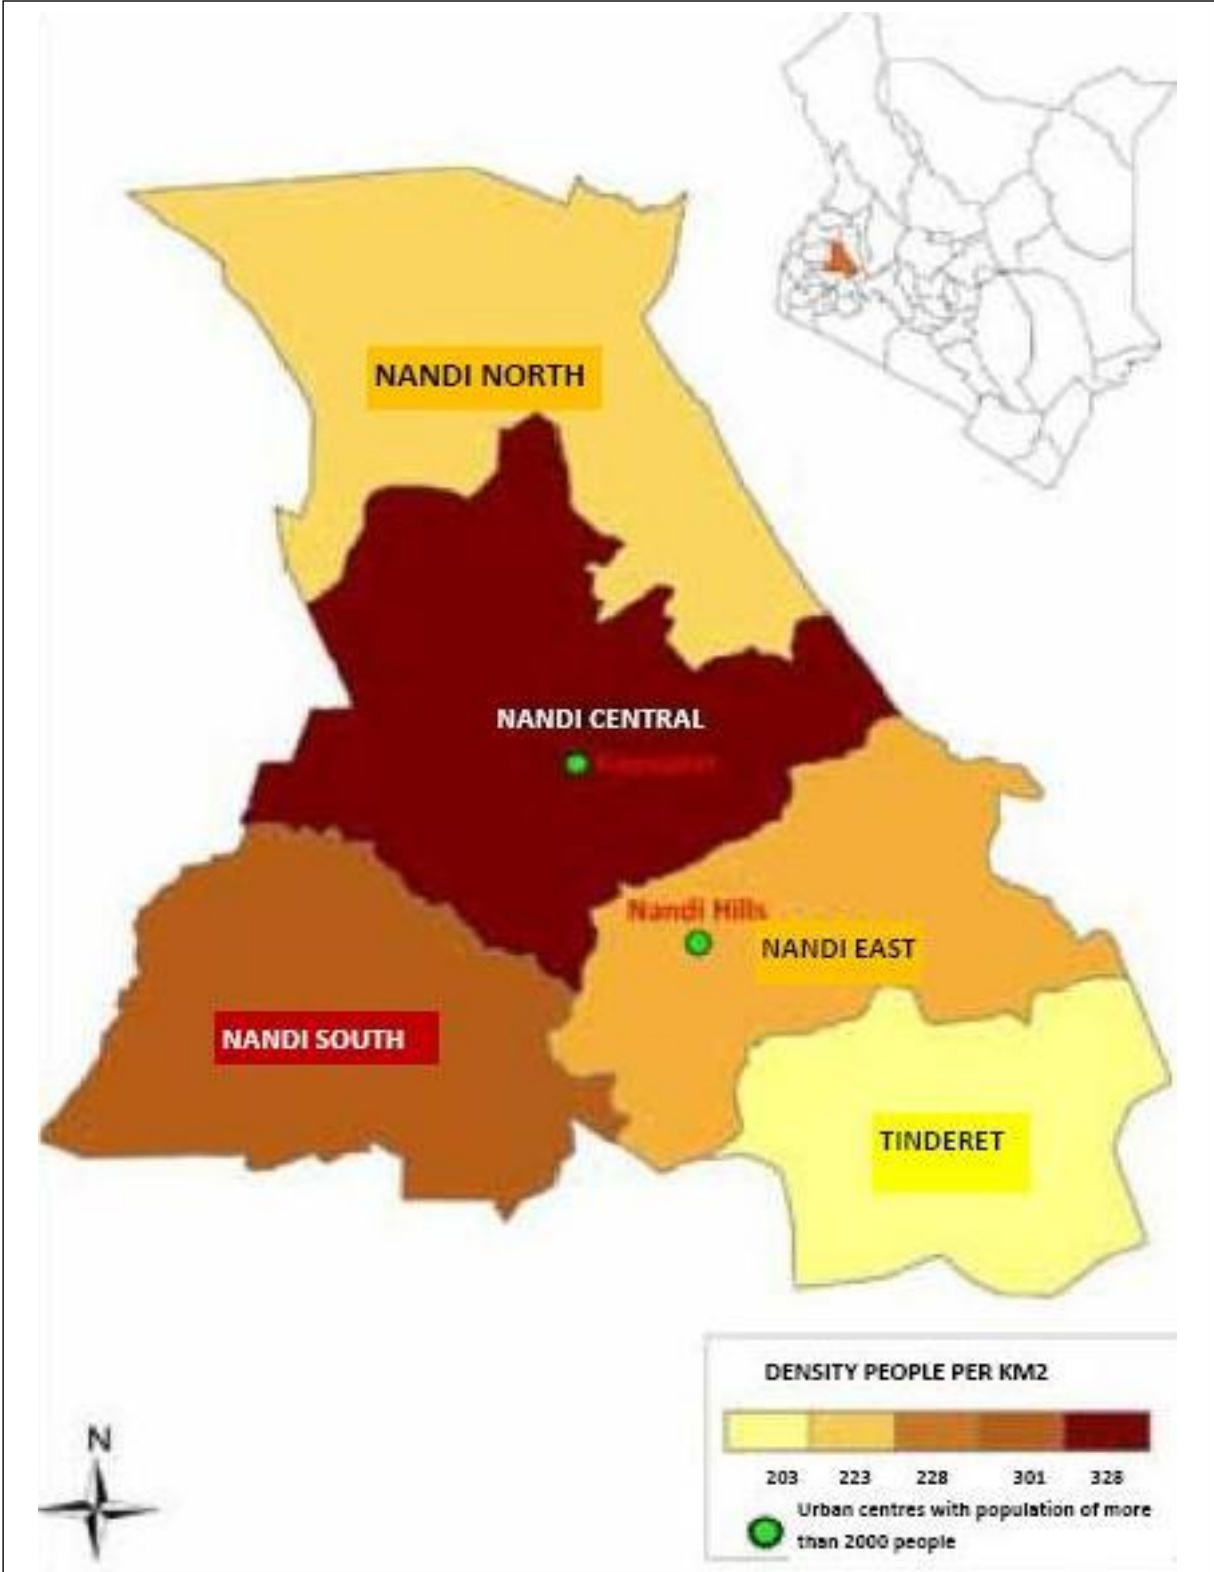 NANDI NORTH
NANDI CENTRAL
Nandi Hills
NANDI EAST
NANDI SOUTH
TINDERET
DENSITY PEOPLE PER KM2
203 223 228 301 328
Urban centres with population of more
than 2000 people
N